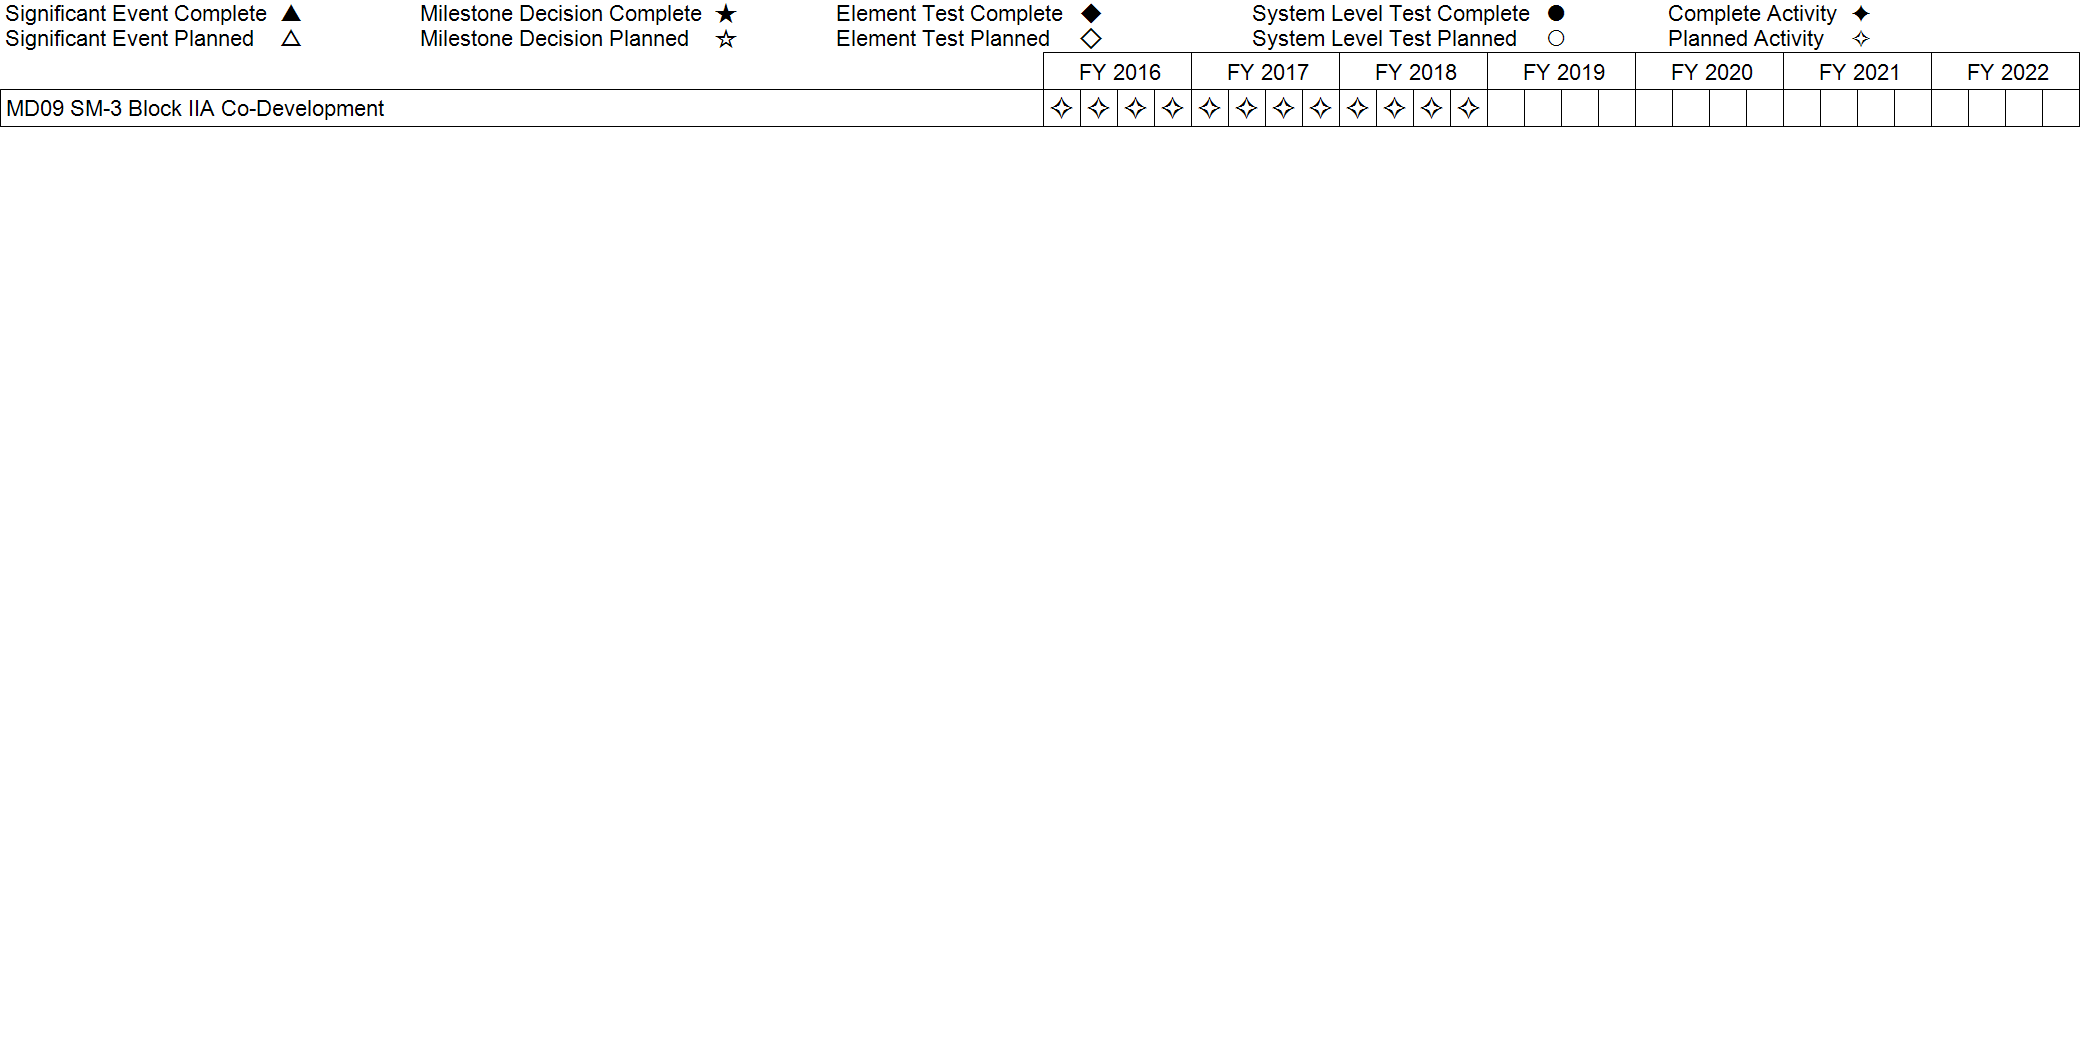 Significant Event Complete ▲ Milestone Decision Complete ★ Element Test Complete ◆ System Level Test Complete ● Complete Activity ✦
Significant Event Planned △ Milestone Decision Planned ☆ Element Test Planned ◇ System Level Test Planned ○ Planned Activity ✧
FY 2016 FY 2017 FY 2018 FY 2019 FY 2020 FY 2021 FY 2022
MD09 SM-3 Block IIA Co-Development ✧ ✧ ✧ ✧ ✧ ✧ ✧ ✧ ✧ ✧ ✧ ✧